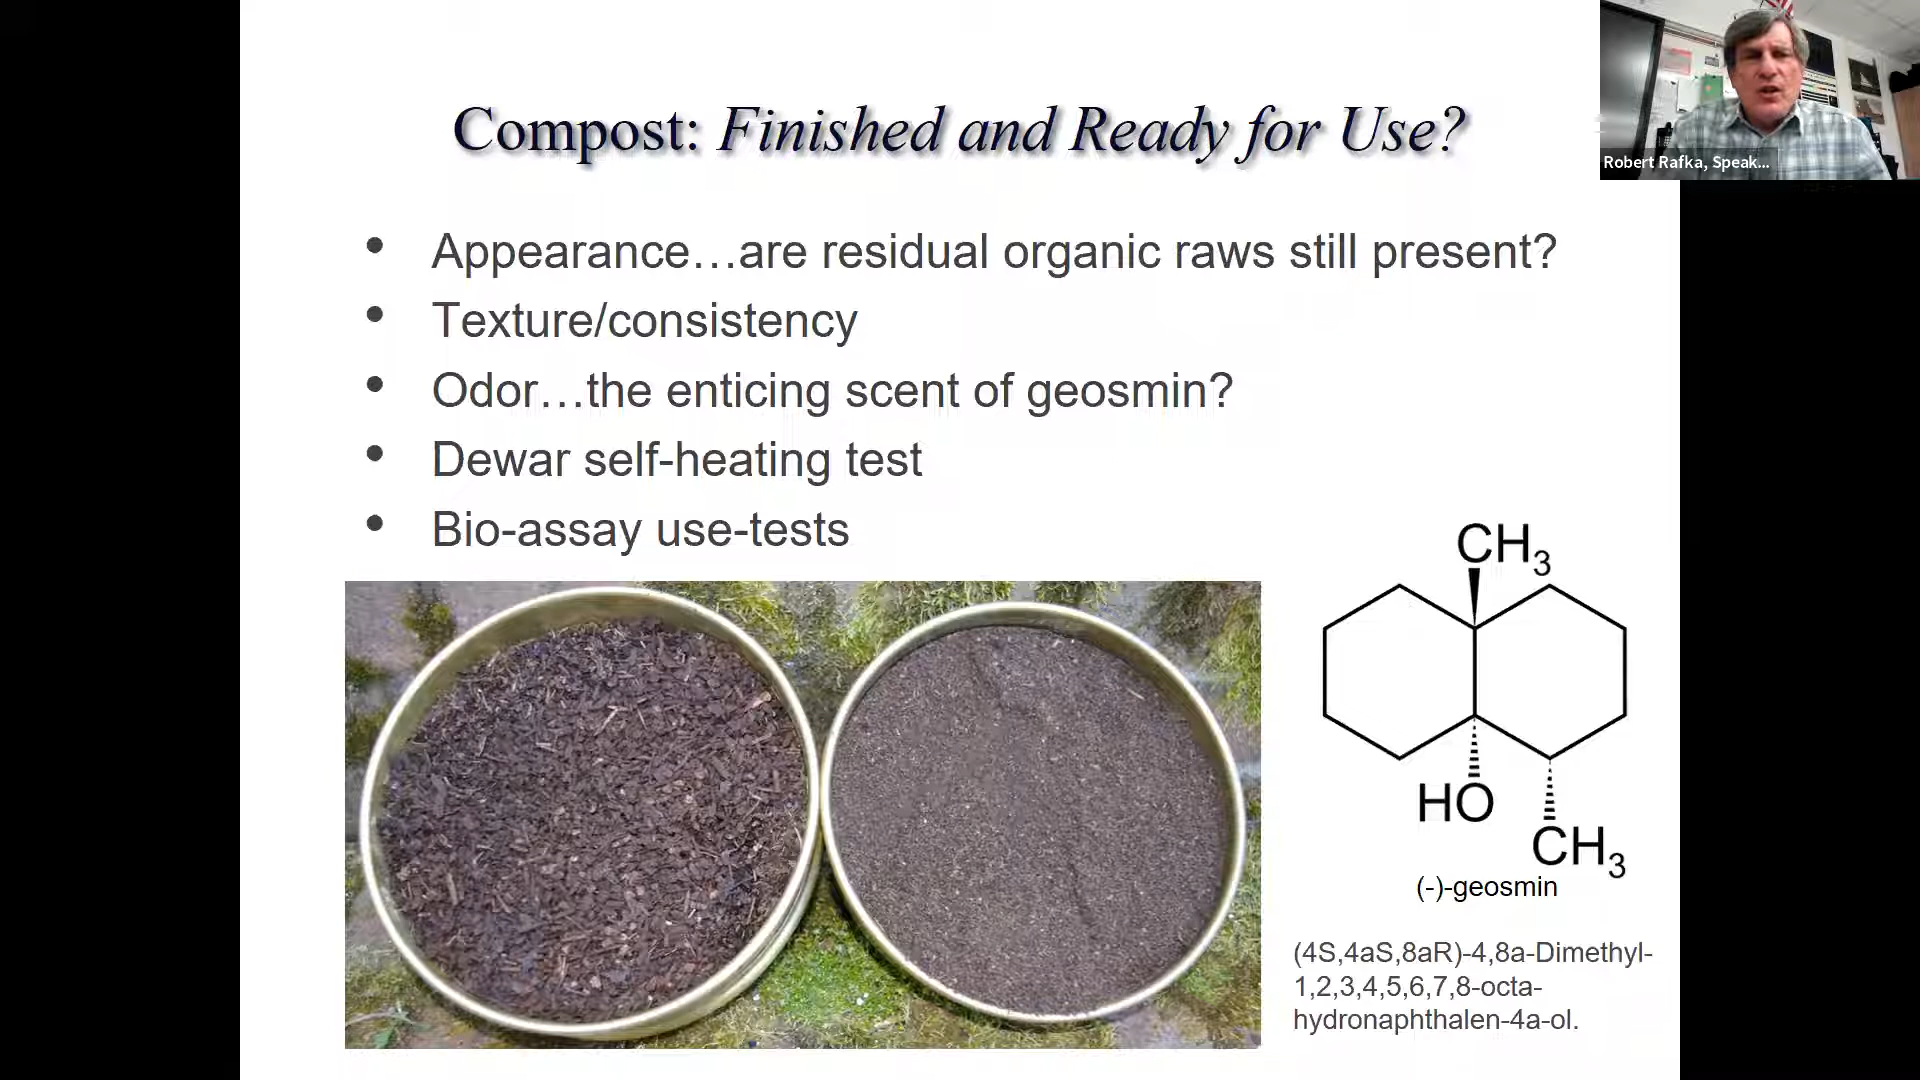 Compost: Finished and Ready for Use?
Robert Rafka, Speak...
• Appearance…are residual organic raws still present?
• Texture/consistency
• Odor…the enticing scent of geosmin?
• Dewar self-heating test
• Bio-assay use-tests
CH3
HO
CH3
(-)-geosmin
(4S,4aS,8aR)-4,8a-Dimethyl-
1,2,3,4,5,6,7,8-octa-
hydronaphthalen-4a-ol.